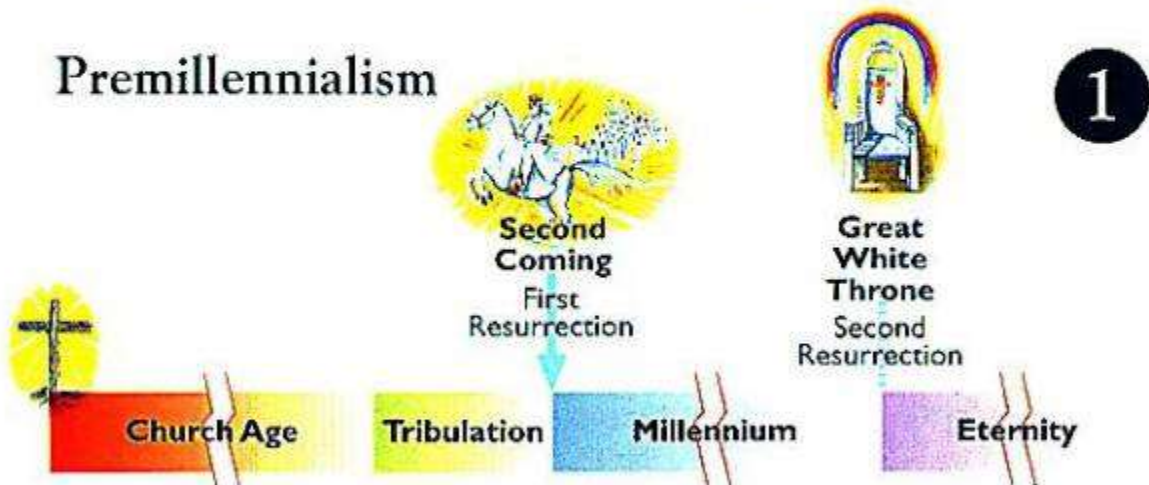 Premillennialism
1
Second
Coming
First
Resurrection
Great
White
Throne
Second
Resurrection
Church Age
Tribulation
Millennium
Eternity